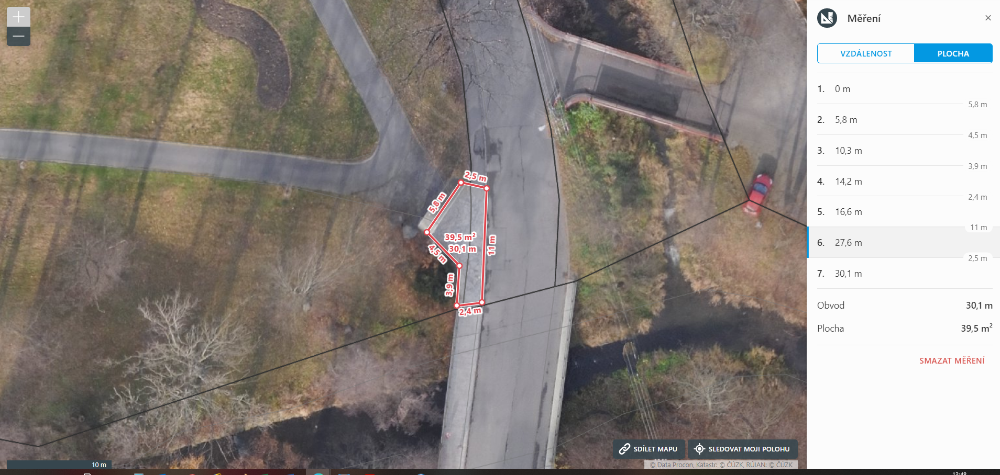 Měření
VZDÁLENOST
PLOCHA
1. 0 m
5,8 m
2. 5,8 m
4,5 m
3. 10,3 m
3,9 m
4. 14,2 m
2,4 m
5. 16,6 m
11 m
6. 27,6 m
2,5 m
7. 30,1 m
Obvod 30,1 m
Plocha 39,5 m²
SMAZAT MĚŘENÍ
2,5 m
5,8 m
39,5 m²
30,1 m
11 m
4,5 m
3,9 m
2,4 m
SDÍLET MAPU
SLEDOVAT MOJI POLOHU
10 m
© Data Procon, Katastr: © ČÚZK, RÚIAN: © ČÚZK